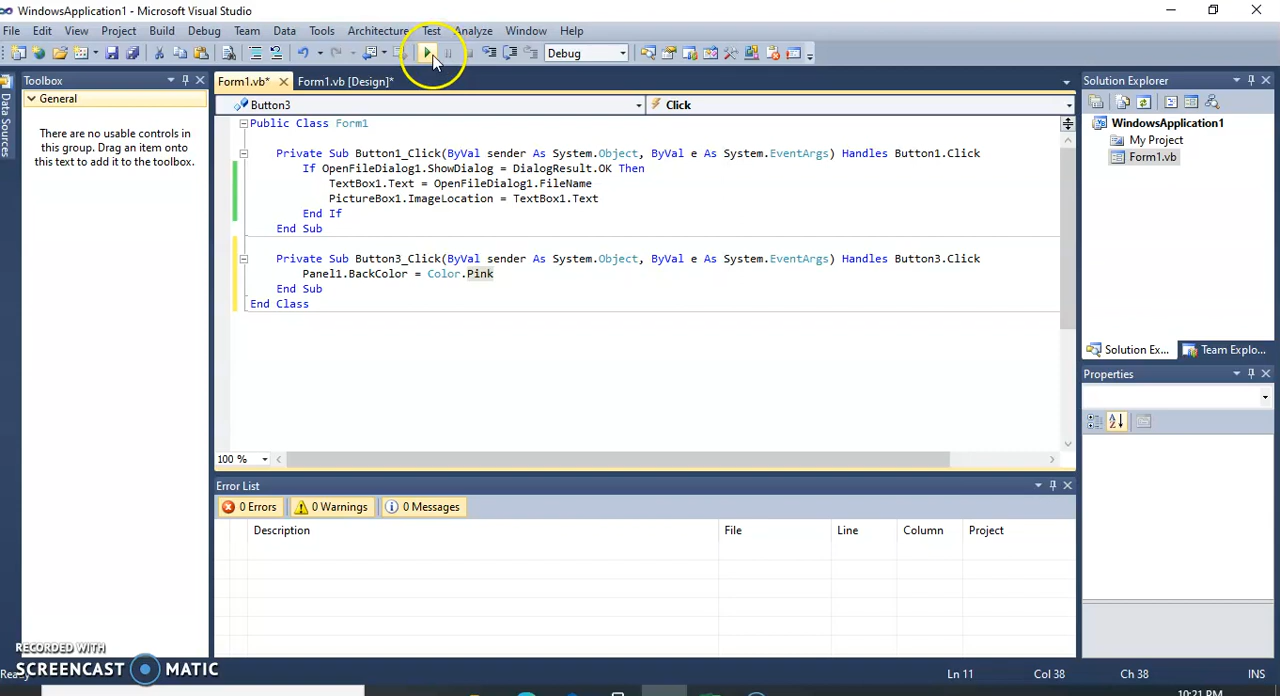 WindowsApplication1 - Microsoft Visual Studio
File Edit View Project Build Debug Team Data Tools Architecture Test Analyze Window Help
Debug
Toolbox
Form1.vb*
Form1.vb [Design]*
Solution Explorer
Data Sources
General
There are no usable controls in
this group. Drag an item onto
this text to add it to the toolbox.
Button3
Click
Public Class Form1
Private Sub Button1_Click(ByVal sender As System.Object, ByVal e As System.EventArgs) Handles Button1.Click
If OpenFileDialog1.ShowDialog = DialogResult.OK Then
TextBox1.Text = OpenFileDialog1.FileName
PictureBox1.ImageLocation = TextBox1.Text
End If
End Sub
Private Sub Button3_Click(ByVal sender As System.Object, ByVal e As System.EventArgs) Handles Button3.Click
Panel1.BackColor = Color.Pink
End Sub
End Class
100 %
WindowsApplication1
My Project
Form1.vb
Solution Ex...
Team Explo...
Properties
Error List
0 Errors
0 Warnings
0 Messages
Description
File
Line
Column
Project
RECORDED WITH
SCREENCAST MATIC
Ln 11
Col 38
Ch 38
INS
10:21 PM